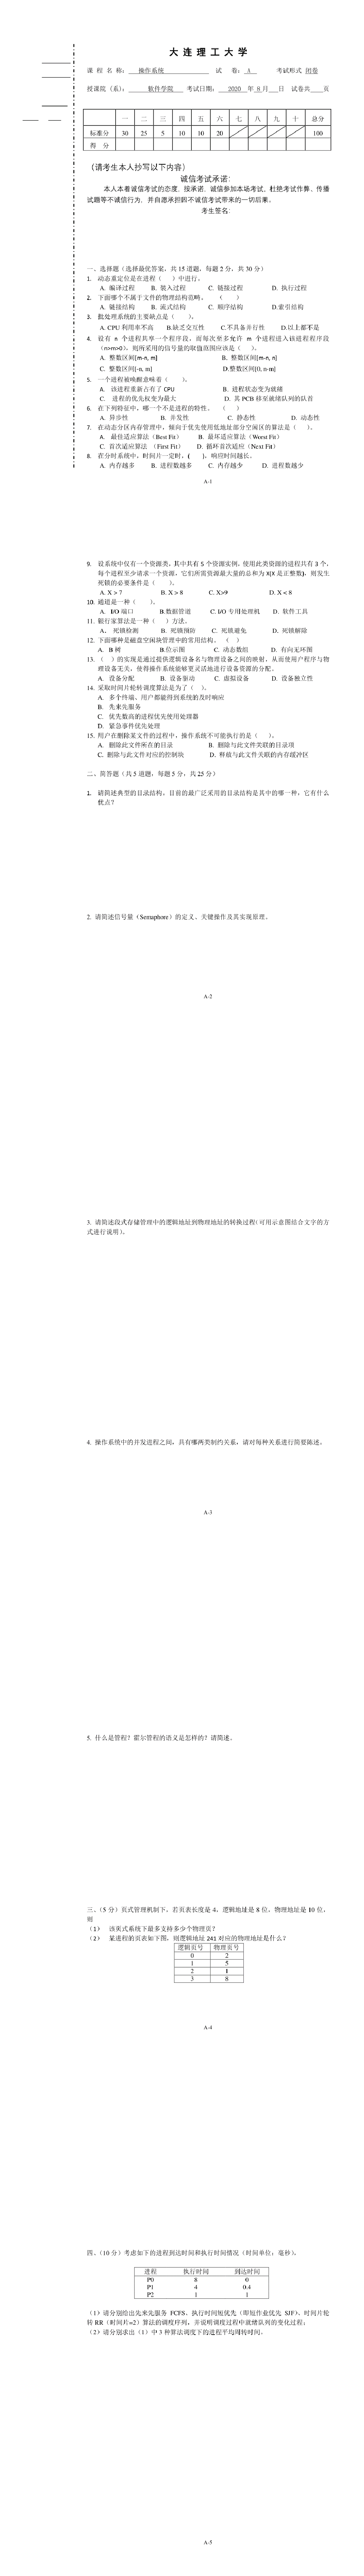 大 连 理 工 大 学
课 程 名 称： 操作系统 试 卷： A 考试形式 闭卷
授课院（系）： 软件学院 考试日期： 2020 年 8 月 日 试卷共 页
一 二 三 四 五 六 七 八 九 十 总分
标准分 30 25 5 10 10 20 100
得 分
（请考生本人抄写以下内容）
诚信考试承诺：
本人本着诚信考试的态度，按承诺，诚信参加本场考试，杜绝考试作弊、传播
试题等不诚信行为，并自愿承担因不诚信考试带来的一切后果。
考生签名：
一、选择题（选择最优答案，共 15 道题，每题 2 分，共 30 分）
1. 动态重定位是在进程（ ）中进行。
A. 编译过程 B. 装入过程 C. 链接过程 D. 执行过程
2. 下面哪个不属于文件的物理结构范畴。 （ ）
A. 链接结构 B. 流式结构 C. 顺序结构 D.索引结构
3. 批处理系统的主要缺点是（ ）。
A. CPU 利用率不高 B.缺乏交互性 C.不具备并行性 D.以上都不是
4. 设有 n 个进程共享一个程序段，而每次至多允许 m 个进程进入该进程程序段
（n>m>0）。则所采用的信号量的取值范围应该是（ ）。
A. 整数区间[m-n, m] B. 整数区间[m-n, n]
C. 整数区间[-n, m] D.整数区间[0, n-m]
5. 一个进程被唤醒意味着（ ）。
A. 该进程重新占有了 CPU B. 进程状态变为就绪
C. 进程的优先权变为最大 D. 其 PCB 移至就绪队列的队首
6. 在下列特征中，哪一个不是进程的特性。 （ ）
A. 异步性 B. 并发性 C. 静态性 D. 动态性
7. 在动态分区内存管理中，倾向于优先使用低地址部分空闲区的算法是（ ）。
A. 最佳适应算法（Best Fit） B. 最坏适应算法（Worst Fit）
C. 首次适应算法 （First Fit） D. 循环首次适应（Next Fit）
8. 在分时系统中，时间片一定时，（ ），响应时间越长。
A. 内存越多 B. 进程数越多 C. 内存越少 D. 进程数越少
A-1
9. 设系统中仅有一个资源类，其中共有 5 个资源实例，使用此类资源的进程共有 3 个，
每个进程至少请求一个资源，它们所需资源最大量的总和为 X(X 是正整数)，则发生
死锁的必要条件是（ ）。
A. X > 7 B. X > 8 C. X>9 D. X < 8
10. 通道是一种（ ）。
A. I/O 端口 B.数据管道 C. I/O 专用处理机 D. 软件工具
11. 银行家算法是一种（ ）方法。
A. 死锁检测 B. 死锁预防 C. 死锁避免 D. 死锁解除
12. 下面哪种是磁盘空闲块管理中的常用结构。 （ ）
A. B 树 B.位示图 C. 动态数组 D. 有向无环图
13. （ ）的实现是通过提供逻辑设备名与物理设备之间的映射，从而使用户程序与物
理设备无关，使得操作系统能够更灵活地进行设备资源的分配。
A. 设备分配 B. 设备驱动 C. 虚拟设备 D. 设备独立性
14. 采取时间片轮转调度算法是为了（ ）。
A. 多个终端、用户都能得到系统的及时响应
B. 先来先服务
C. 优先数高的进程优先使用处理器
D. 紧急事件优先处理
15. 用户在删除某文件的过程中，操作系统不可能执行的是（ ）。
A. 删除此文件所在的目录 B. 删除与此文件关联的目录项
C. 删除与此文件对应的控制块 D. 释放与此文件关联的内存缓冲区
二、简答题（共 5 道题，每题 5 分，共 25 分）
1. 请简述典型的目录结构，目前的最广泛采用的目录结构是其中的哪一种，它有什么
优点？
2. 请简述信号量（Semaphore）的定义、关键操作及其实现原理。
A-2
3. 请简述段式存储管理中的逻辑地址到物理地址的转换过程(可用示意图结合文字的方
式进行说明)。
4. 操作系统中的并发进程之间，具有哪两类制约关系，请对每种关系进行简要陈述。
A-3
5. 什么是管程？霍尔管程的语义是怎样的？请简述。
三、（5 分）页式管理机制下，若页表长度是 4，逻辑地址是 8 位，物理地址是 10 位，
则
（1） 该页式系统下最多支持多少个物理页？
（2） 某进程的页表如下图，则逻辑地址 241 对应的物理地址是什么？
逻辑页号 物理页号
0 2
1 5
2 1
3 8
A-4
四、（10 分）考虑如下的进程到达时间和执行时间情况（时间单位：毫秒）。
进程 执行时间 到达时间
P0 8 0
P1 4 0.4
P2 1 1
（1）请分别给出先来先服务 FCFS、执行时间短优先（即短作业优先 SJF）、时间片轮
转 RR（时间片=2）算法的调度序列，并说明调度过程中就绪队列的变化过程；
（2）请分别求出（1）中 3 种算法调度下的进程平均周转时间。
A-5